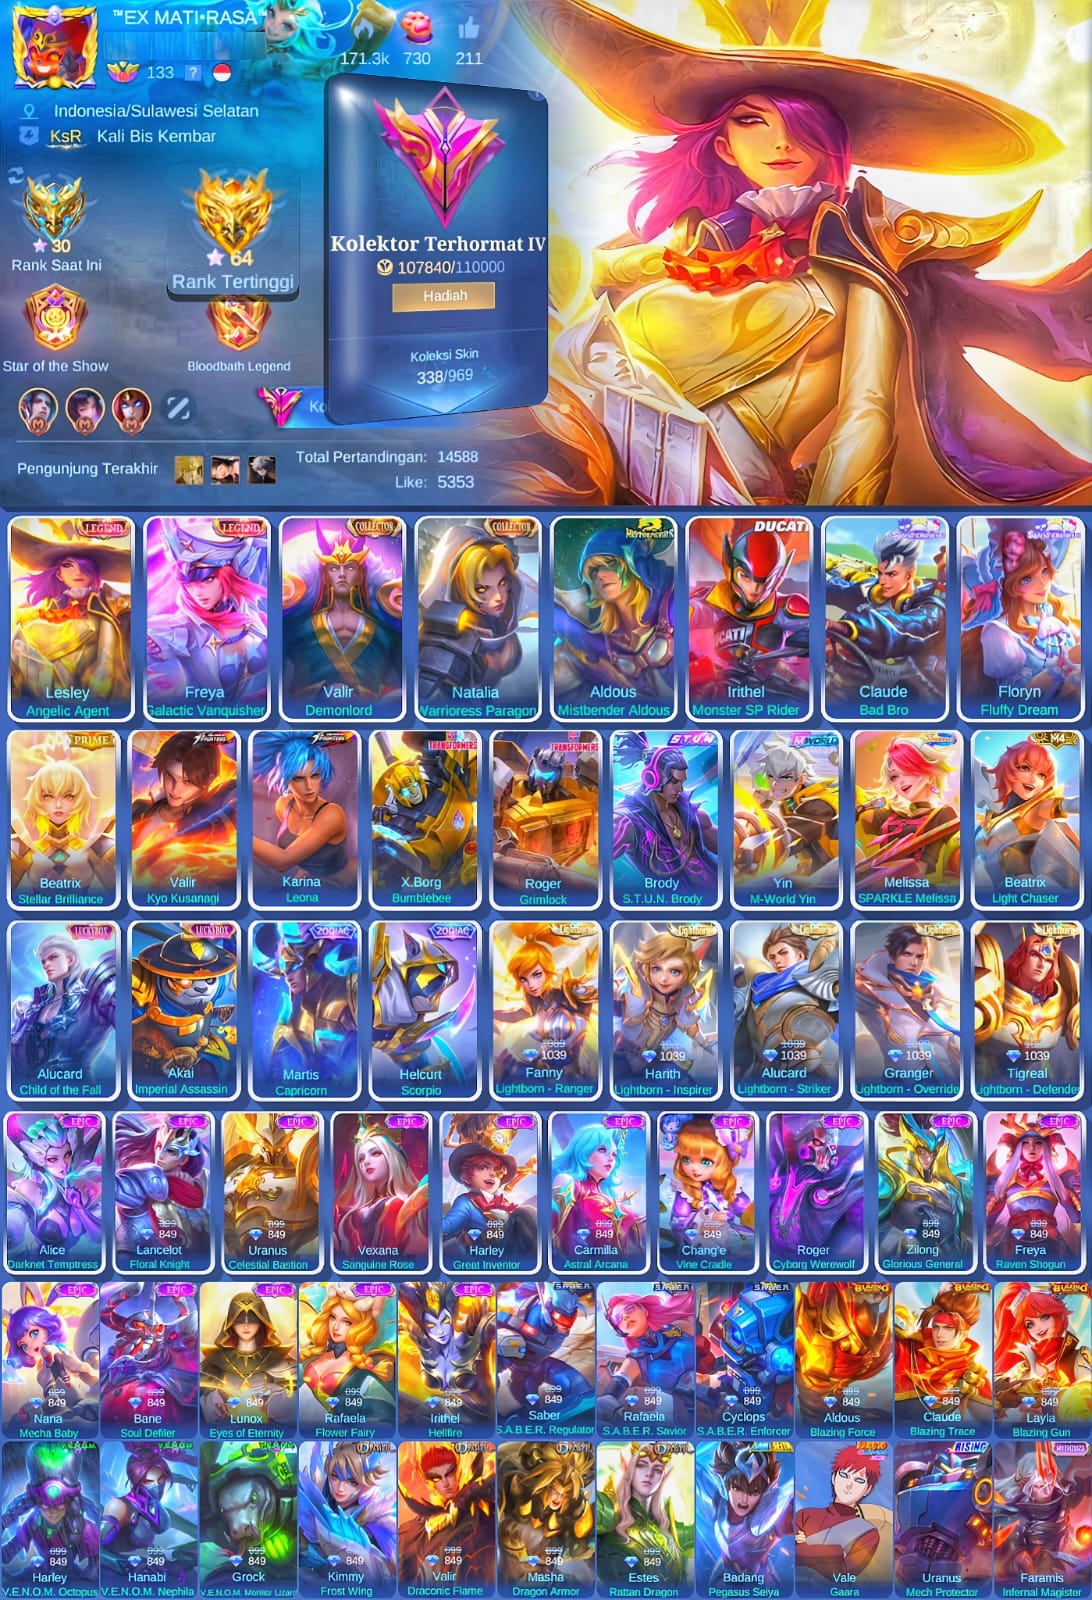 ™EX MATI•RASA™
171.3k 730 211
133 ?
Indonesia/Sulawesi Selatan
KsR Kali Bis Kembar
30
Rank Saat Ini
64
Rank Tertinggi
Star of the Show
Bloodbath Legend
Kolektor Terhormat IV
107840/110000
Hadiah
Koleksi Skin
338/969
Ko
Pengunjung Terakhir
Total Pertandingan: 14588
Like: 5353
LEGEND LEGEND COLLECTOR COLLECTOR DUCATI
Lesley Freya Valir Natalia Aldous Irithel Claude Floryn
Angelic Agent Galactic Vanquisher Demonlord Warrioress Paragon Mistbender Aldous Monster SP Rider Bad Bro Fluffy Dream
PRIME FIGHTERS FIGHTERS TRANSFORMERS TRANSFORMERS S.T.U.N M-WORLD M4
Beatrix Valir Karina X.Borg Roger Brody Yin Melissa Beatrix
Stellar Brilliance Kyo Kusanagi Leona Bumblebee Grimlock S.T.U.N. Brody M-World Yin SPARKLE Melissa Light Chaser
LUCKYBOX LUCKYBOX ZODIAC ZODIAC Lightborn Lightborn Lightborn Lightborn Lightborn
1089 1089 1089 1089
1039 1039 1039 1039 1039
Alucard Akai Martis Helcurt Fanny Harith Alucard Granger Tigreal
Child of the Fall Imperial Assassin Capricorn Scorpio Lightborn - Ranger Lightborn - Inspirer Lightborn - Striker Lightborn - Override Lightborn - Defender
EPIC EPIC EPIC EPIC EPIC EPIC EPIC EPIC EPIC EPIC
899 899 899 899 899 899 899
849 849 849 849 849 849 849
Alice Lancelot Uranus Vexana Harley Carmilla Chang'e Roger Zilong Freya
Darknet Temptress Floral Knight Celestial Bastion Sanguine Rose Great Inventor Astral Arcana Vine Cradle Cyborg Werewolf Glorious General Raven Shogun
EPIC EPIC EPIC EPIC EPIC S.A.B.E.R. S.A.B.E.R. S.A.B.E.R. BLAZING BLAZING BLAZING
899 899 899 899 899 899 899 899 899 899 899
849 849 849 849 849 849 849 849 849 849 849
Nana Bane Lunox Rafaela Irithel Saber Rafaela Cyclops Aldous Claude Layla
Mecha Baby Soul Defiler Eyes of Eternity Flower Fairy Hellfire S.A.B.E.R. Regulator S.A.B.E.R. Savior S.A.B.E.R. Enforcer Blazing Force Blazing Trace Blazing Gun
V.E.N.O.M. V.E.N.O.M. V.E.N.O.M. NARUTO RISING
899 899 899 899 899 899
849 849 849 849 849 849 849
Harley Hanabi Grock Kimmy Valir Masha Estes Badang Vale Uranus Faramis
V.E.N.O.M. Octopus V.E.N.O.M. Nephila V.E.N.O.M. Monitor Lizard Frost Wing Draconic Flame Dragon Armor Rattan Dragon Pegasus Seiya Gaara Mech Protector Infernal Magister